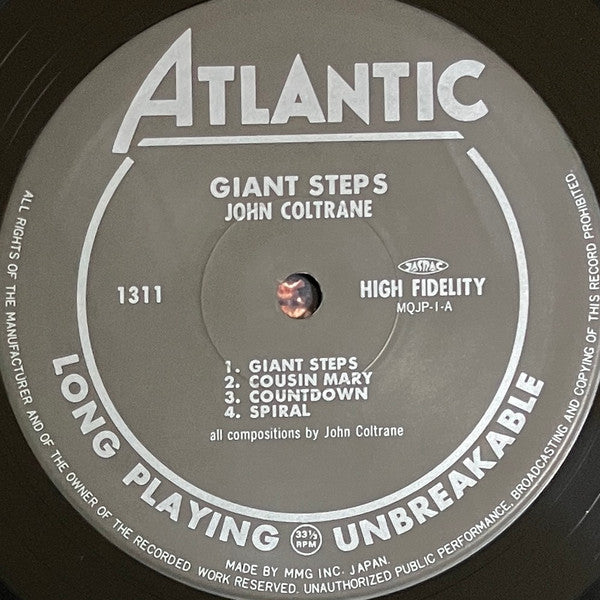 ATLANTIC
GIANT STEPS
JOHN COLTRANE
1311
JASRAC
HIGH FIDELITY
MQJP-1-A
1. GIANT STEPS
2. COUSIN MARY
3. COUNTDOWN
4. SPIRAL
all compositions by John Coltrane
LONG PLAYING 33⅓ RPM UNBREAKABLE
MADE BY MMG INC. JAPAN.
ALL RIGHTS OF THE MANUFACTURER AND OF THE OWNER OF THE RECORDED WORK RESERVED. UNAUTHORIZED PUBLIC PERFORMANCE, BROADCASTING AND COPYING OF THIS RECORD PROHIBITED.